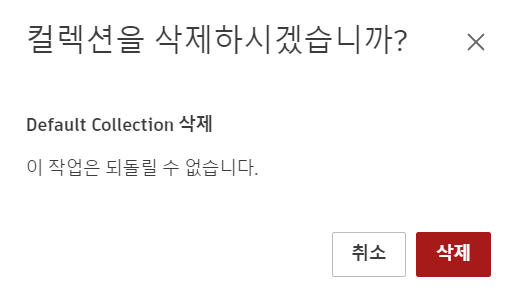 컬렉션을 삭제하시겠습니까?
Default Collection 삭제
이 작업은 되돌릴 수 없습니다.
취소
삭제